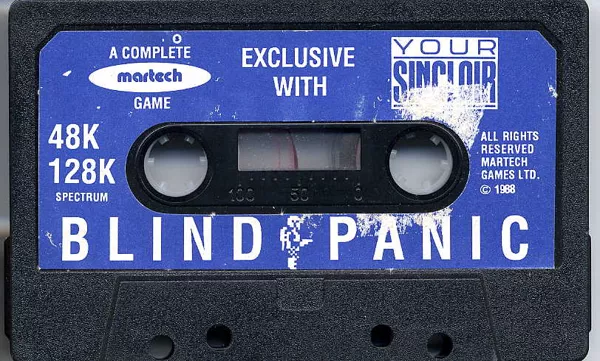 A COMPLETE
martech
GAME
EXCLUSIVE
WITH
YOUR
SINCLAIR
48K
128K
SPECTRUM
100 50 0
ALL RIGHTS
RESERVED
MARTECH
GAMES LTD.
© 1988
BLIND PANIC